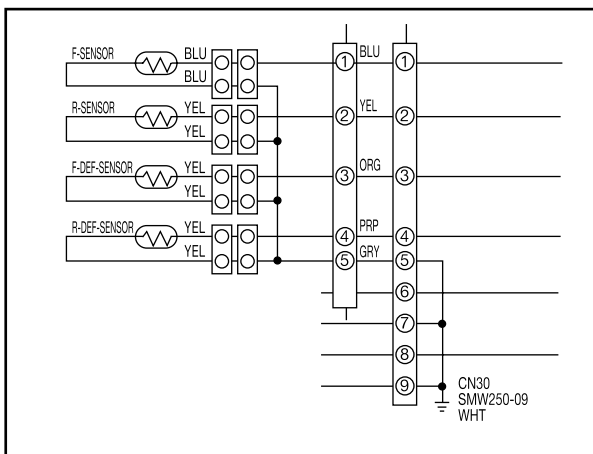 F-SENSOR BLU ① BLU ①
BLU
R-SENSOR YEL ② YEL ②
YEL
F-DEF-SENSOR YEL ③ ORG ③
YEL
R-DEF-SENSOR YEL ④ PRP ④
YEL ⑤ GRY ⑤
⑥
⑦
⑧
⑨
CN30
SMW250-09
WHT